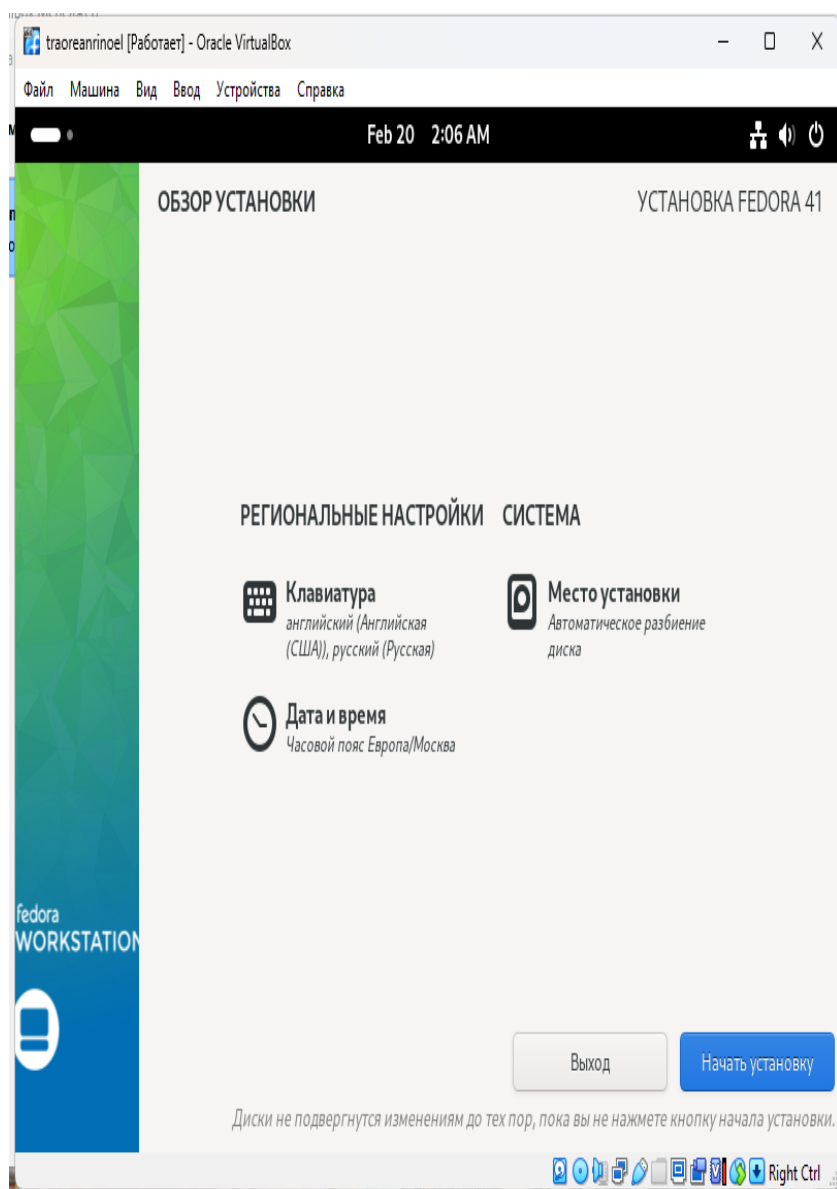 traoreanrinoel [Работает] - Oracle VirtualBox
Файл Машина Вид Ввод Устройства Справка
Feb 20 2:06 AM
ОБЗОР УСТАНОВКИ
УСТАНОВКА FEDORA 41
РЕГИОНАЛЬНЫЕ НАСТРОЙКИ
СИСТЕМА
Клавиатура
английский (Английская
(США)), русский (Русская)
Место установки
Автоматическое разбиение
диска
Дата и время
Часовой пояс Европа/Москва
fedora
WORKSTATION
Выход
Начать установку
Диски не подвергнутся изменениям до тех пор, пока вы не нажмете кнопку начала установки.
Right Ctrl